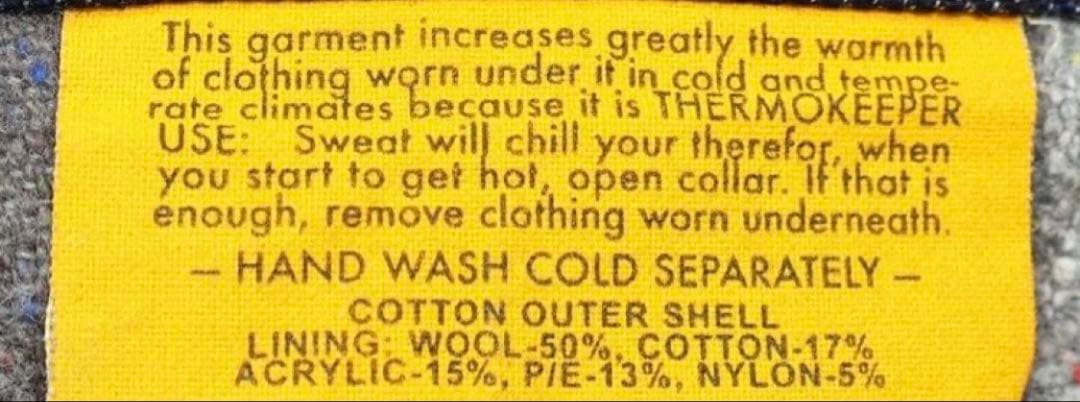 This garment increases greatly the warmth
of clothing worn under it in cold and tempe-
rate climates because it is THERMOKEEPER
USE: Sweat will chill your therefor, when
you start to get hot, open collar. If that is
enough, remove clothing worn underneath.
— HAND WASH COLD SEPARATELY —
COTTON OUTER SHELL
LINING: WOOL-50%, COTTON-17%
ACRYLIC-15%, P/E-13%, NYLON-5%